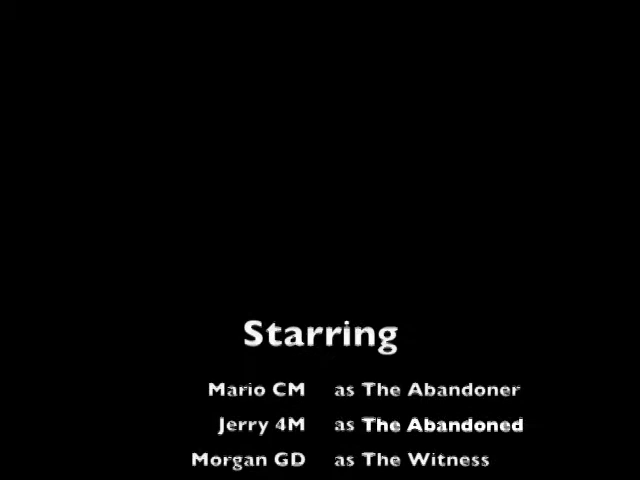 Starring
Mario CM as The Abandoner
Jerry 4M as The Abandoned
Morgan GD as The Witness